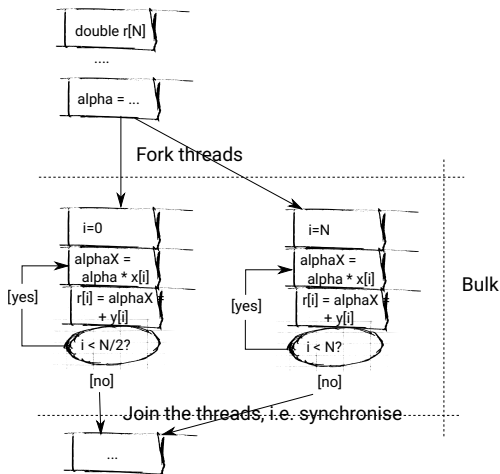 double r[N]
....
alpha = ...
Fork threads
i=0
alphaX =
alpha * x[i]
r[i] = alphaX
+ y[i]
i < N/2?
[yes]
[no]
i=N
alphaX =
alpha * x[i]
r[i] = alphaX
+ y[i]
i < N?
[yes]
[no]
Bulk
Join the threads, i.e. synchronise
...